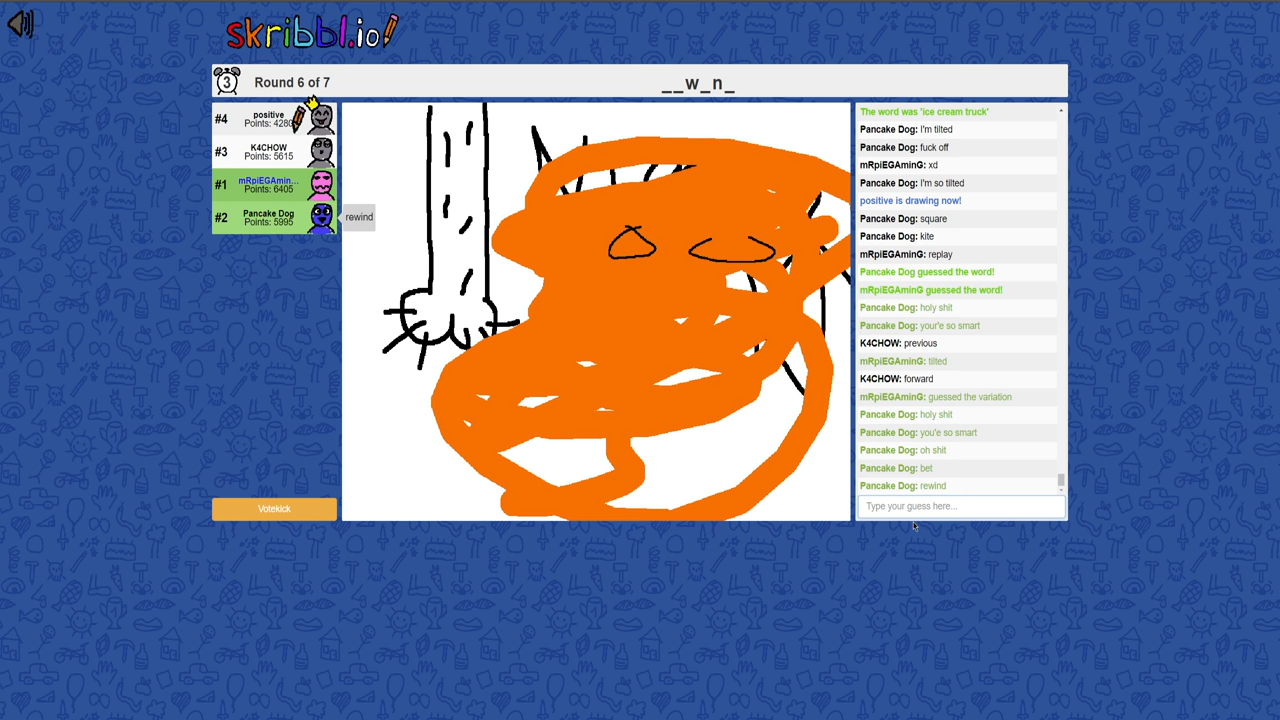 skribbl.io!
3
Round 6 of 7
__w_n_
#4
positive
Points: 4280
#3
K4CHOW
Points: 5615
#1
mRpiEGAmin...
Points: 6405
#2
Pancake Dog
Points: 5995
rewind
Votekick
The word was 'ice cream truck'
Pancake Dog: I'm tilted
Pancake Dog: fuck off
mRpiEGAminG: xd
Pancake Dog: I'm so tilted
positive is drawing now!
Pancake Dog: square
Pancake Dog: kite
mRpiEGAminG: replay
Pancake Dog guessed the word!
mRpiEGAminG guessed the word!
Pancake Dog: holy shit
Pancake Dog: your'e so smart
K4CHOW: previous
mRpiEGAminG: tilted
K4CHOW: forward
mRpiEGAminG: guessed the variation
Pancake Dog: holy shit
Pancake Dog: you'e so smart
Pancake Dog: oh shit
Pancake Dog: bet
Pancake Dog: rewind
Type your guess here...